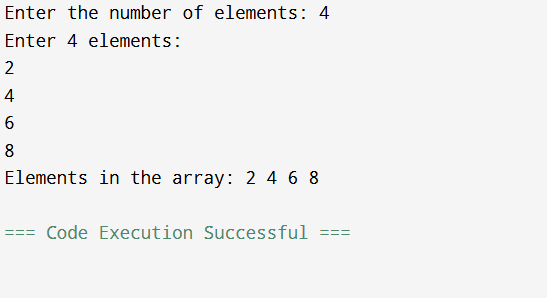 Enter the number of elements: 4
Enter 4 elements:
2
4
6
8
Elements in the array: 2 4 6 8
=== Code Execution Successful ===